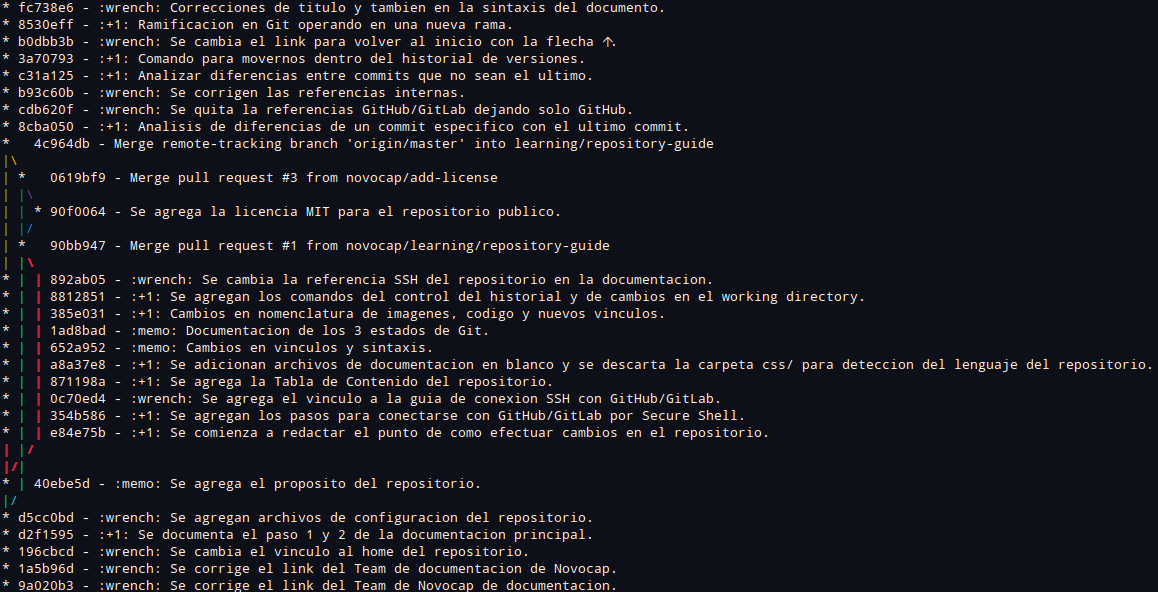 * fc738e6 - :wrench: Correcciones de titulo y tambien en la sintaxis del documento.
* 8530eff - :+1: Ramificacion en Git operando en una nueva rama.
* b0dbb3b - :wrench: Se cambia el link para volver al inicio con la flecha ↑.
* 3a70793 - :+1: Comando para movernos dentro del historial de versiones.
* c31a125 - :+1: Analizar diferencias entre commits que no sean el ultimo.
* b93c60b - :wrench: Se corrigen las referencias internas.
* cdb620f - :wrench: Se quita la referencias GitHub/GitLab dejando solo GitHub.
* 8cba050 - :+1: Analisis de diferencias de un commit especifico con el ultimo commit.
*   4c964db - Merge remote-tracking branch 'origin/master' into learning/repository-guide
|\
| *   0619bf9 - Merge pull request #3 from novocap/add-license
| |\
| | * 90f0064 - Se agrega la licencia MIT para el repositorio publico.
| |/
| *   90bb947 - Merge pull request #1 from novocap/learning/repository-guide
| |\
* | | 892ab05 - :wrench: Se cambia la referencia SSH del repositorio en la documentacion.
* | | 8812851 - :+1: Se agregan los comandos del control del historial y de cambios en el working directory.
* | | 385e031 - :+1: Cambios en nomenclatura de imagenes, codigo y nuevos vinculos.
* | | 1ad8bad - :memo: Documentacion de los 3 estados de Git.
* | | 652a952 - :memo: Cambios en vinculos y sintaxis.
* | | a8a37e8 - :+1: Se adicionan archivos de documentacion en blanco y se descarta la carpeta css/ para deteccion del lenguaje del repositorio.
* | | 871198a - :+1: Se agrega la Tabla de Contenido del repositorio.
* | | 0c70ed4 - :wrench: Se agrega el vinculo a la guia de conexion SSH con GitHub/GitLab.
* | | 354b586 - :+1: Se agregan los pasos para conectarse con GitHub/GitLab por Secure Shell.
* | | e84e75b - :+1: Se comienza a redactar el punto de como efectuar cambios en el repositorio.
| |/
|/|
* | 40ebe5d - :memo: Se agrega el proposito del repositorio.
|/
* d5cc0bd - :wrench: Se agregan archivos de configuracion del repositorio.
* d2f1595 - :+1: Se documenta el paso 1 y 2 de la documentacion principal.
* 196cbcd - :wrench: Se cambia el vinculo al home del repositorio.
* 1a5b96d - :wrench: Se corrige el link del Team de documentacion de Novocap.
* 9a020b3 - :wrench: Se corrige el link del Team de Novocap de documentacion.